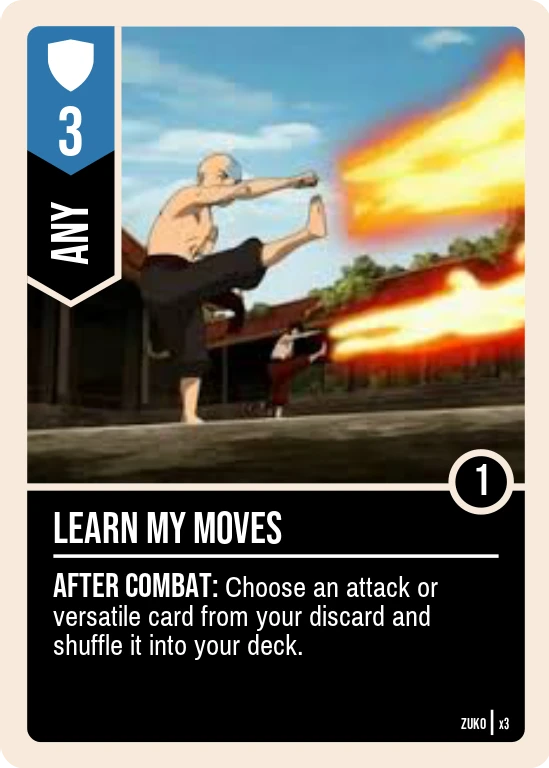 3
ANY
1
LEARN MY MOVES
AFTER COMBAT: Choose an attack or
versatile card from your discard and
shuffle it into your deck.
ZUKO | x3